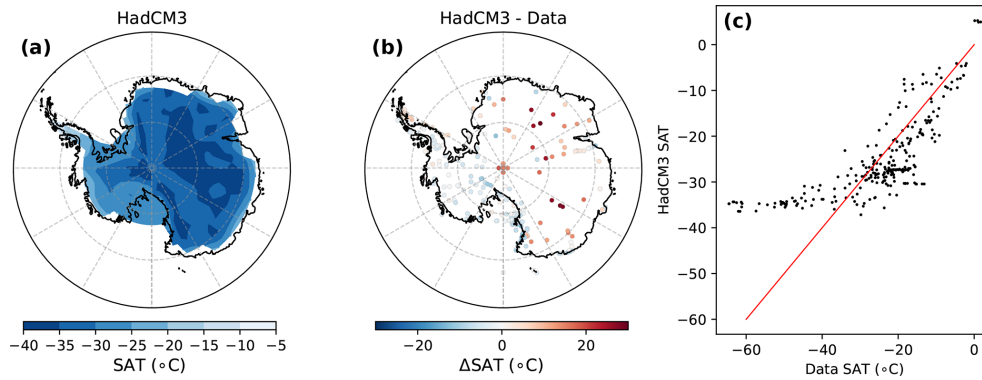 HadCM3
(a)
−40 −35 −30 −25 −20 −15 −10 −5
SAT (∘C)
HadCM3 - Data
(b)
−20 0 20
ΔSAT (∘C)
(c)
0
−10
−20
−30
−40
−50
−60
HadCM3 SAT
−60 −40 −20 0
Data SAT (∘C)